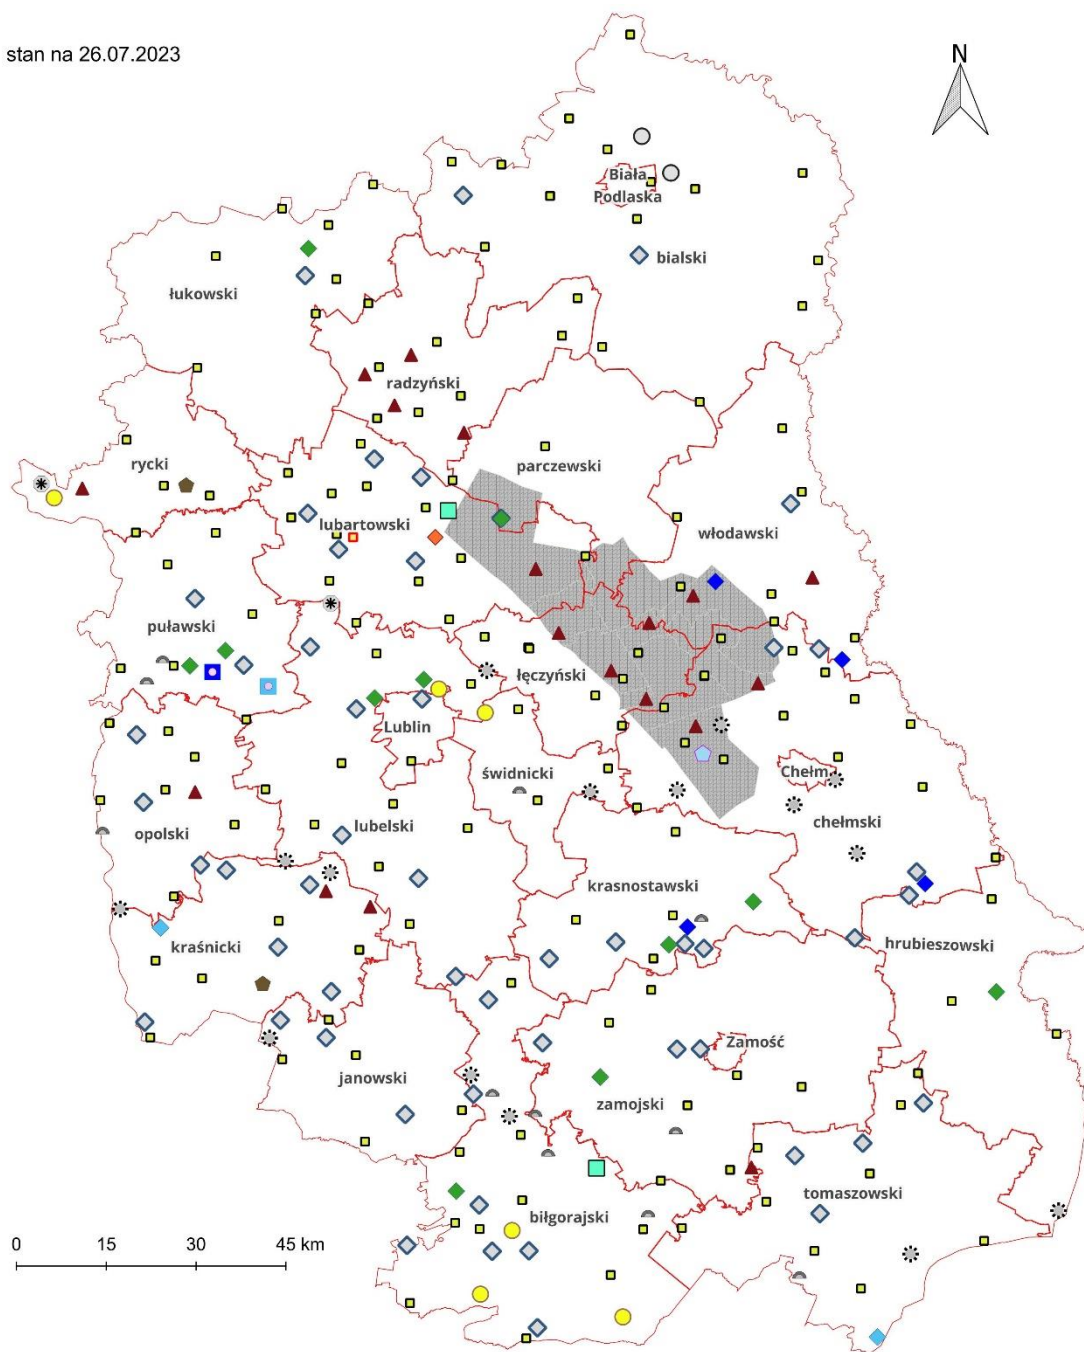 stan na 26.07.2023
N
Biała
Podlaska
bialski
łukowski
radzyński
rycki
parczewski
lubartowski
włodawski
puławski
łęczyński
Lublin
świdnicki
Chełm
opolski
lubelski
chełmski
krasnostawski
kraśnicki
hrubieszowski
Zamość
janowski
zamojski
tomaszowski
biłgorajski
0 15 30 45 km